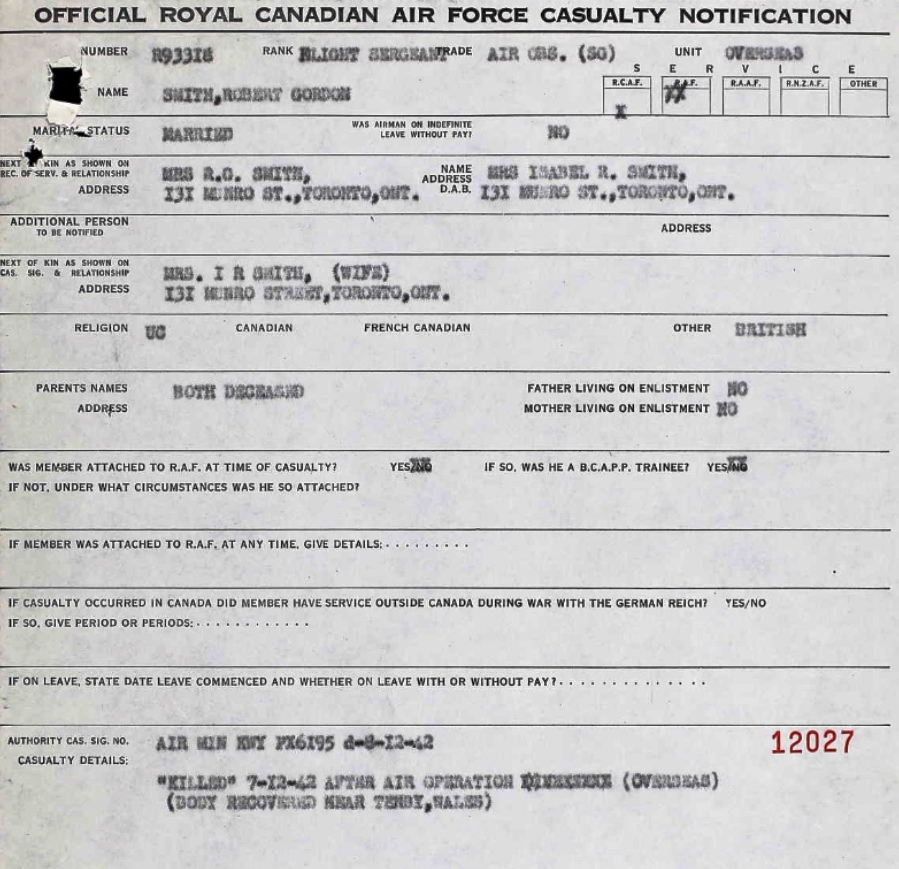 OFFICIAL ROYAL CANADIAN AIR FORCE CASUALTY NOTIFICATION
NUMBER R93318 RANK FLIGHT SERGEANT TRADE AIR OBS. (SG) UNIT OVERSEAS
S E R V I C E
R.C.A.F. R.A.F. R.A.A.F. R.N.Z.A.F. OTHER
NAME SMITH,ROBERT GORDON
X
MARITAL STATUS MARRIED WAS AIRMAN ON INDEFINITE LEAVE WITHOUT PAY? NO
NEXT KIN AS SHOWN ON
REC. OF SERV. & RELATIONSHIP MRS R.G. SMITH, NAME MRS ISABEL R. SMITH,
ADDRESS 131 MUNRO ST.,TORONTO,ONT. ADDRESS D.A.B. 131 MUNRO ST.,TORONTO,ONT.
ADDITIONAL PERSON
TO BE NOTIFIED ADDRESS
NEXT OF KIN AS SHOWN ON
CAS. SIG. & RELATIONSHIP MRS. I R SMITH, (WIFE)
ADDRESS 131 MUNRO STREET,TORONTO,ONT.
RELIGION UC CANADIAN FRENCH CANADIAN OTHER BRITISH
PARENTS NAMES BOTH DECEASED FATHER LIVING ON ENLISTMENT NO
ADDRESS MOTHER LIVING ON ENLISTMENT NO
WAS MEMBER ATTACHED TO R.A.F. AT TIME OF CASUALTY? YES/NO IF SO, WAS HE A B.C.A.P.P. TRAINEE? YES/NO
IF NOT, UNDER WHAT CIRCUMSTANCES WAS HE SO ATTACHED?
IF MEMBER WAS ATTACHED TO R.A.F. AT ANY TIME, GIVE DETAILS: . . . . . . . . .
IF CASUALTY OCCURRED IN CANADA DID MEMBER HAVE SERVICE OUTSIDE CANADA DURING WAR WITH THE GERMAN REICH? YES/NO
IF SO, GIVE PERIOD OR PERIODS: . . . . . . . . . . . .
IF ON LEAVE, STATE DATE LEAVE COMMENCED AND WHETHER ON LEAVE WITH OR WITHOUT PAY? . . . . . . . . . . . . . .
AUTHORITY CAS. SIG. NO. AIR MIN KWY PX6195 d-8-12-42 12027
CASUALTY DETAILS:
"KILLED" 7-12-42 AFTER AIR OPERATION (OVERSEAS)
(BODY RECOVERED NEAR TENBY,WALES)